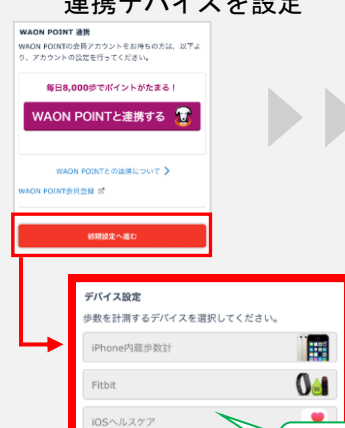 連携デバイスを設定
WAON POINT 連携
WAON POINTの会員アカウントをお持ちの方は、以下よ
り、アカウントの設定を行ってください。
毎日8,000歩でポイントがたまる！
WAON POINTと連携する
WAON POINTとの連携について
WAON POINT会員登録
初期設定へ進む
デバイス設定
歩数を計測するデバイスを選択してください。
iPhone内蔵歩数計
Fitbit
iOSヘルスケア